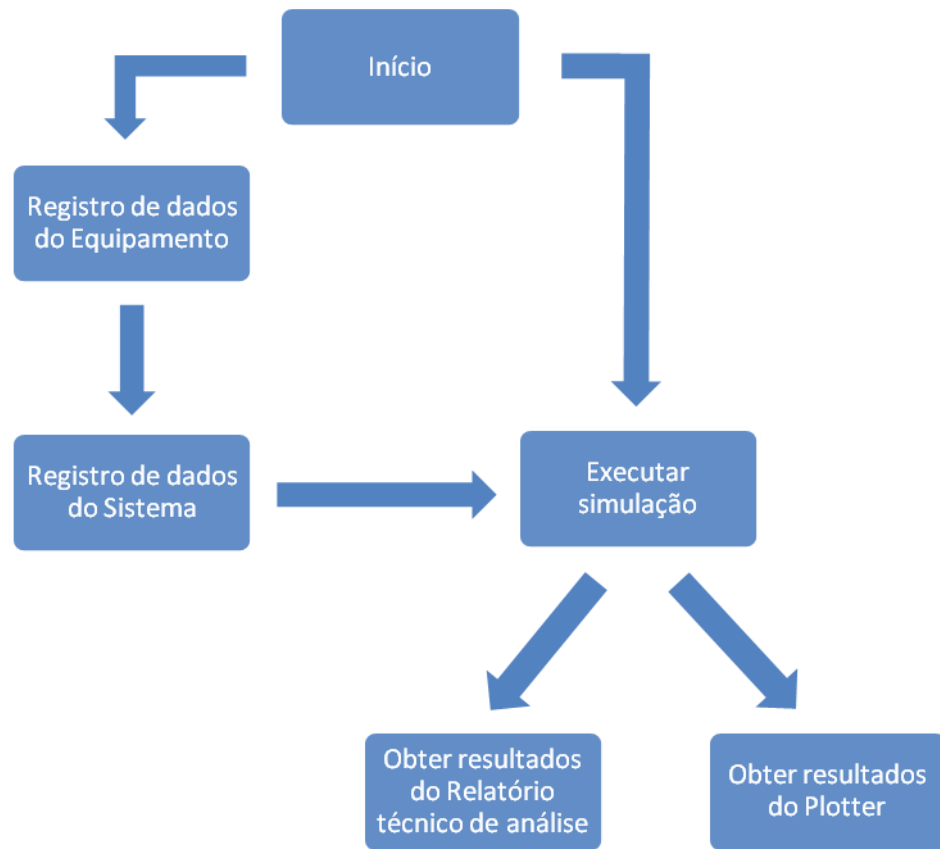 Início
Registro de dados
do Equipamento
Registro de dados
do Sistema
Executar
simulação
Obter resultados
do Relatório
técnico de análise
Obter resultados
do Plotter